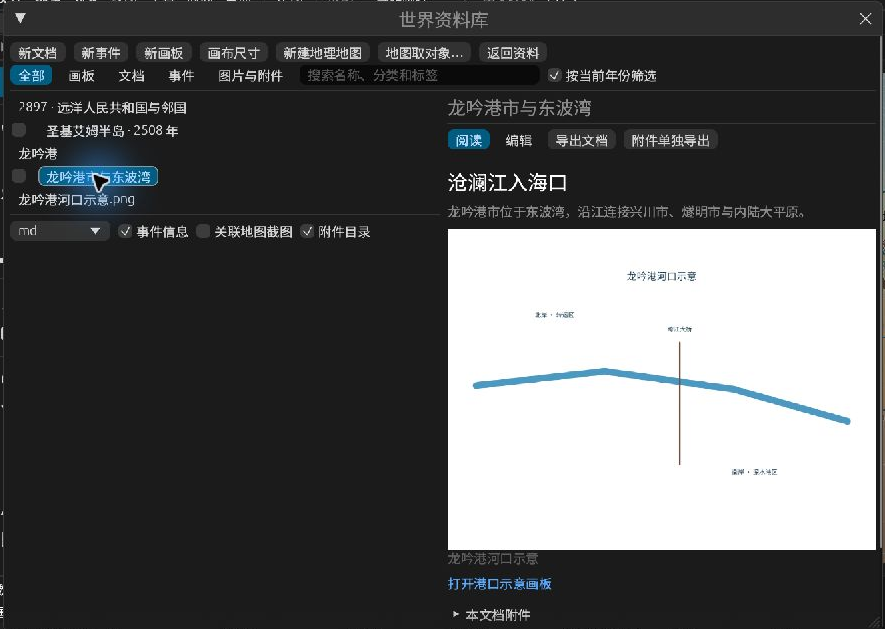 世界资料库
新文档 新事件 新画板 画布尺寸 新建地理地图 地图取对象... 返回资料
全部 画板 文档 事件 图片与附件 搜索名称、分类和标签 按当前年份筛选
2897 · 远洋人民共和国与邻国
圣基艾姆半岛 · 2508 年
龙吟港
龙吟港市与东波湾
龙吟港河口示意.png
md 事件信息 关联地图截图 附件目录
龙吟港市与东波湾
阅读 编辑 导出文档 附件单独导出
沧澜江入海口
龙吟港市位于东波湾，沿江连接兴川市、燧明市与内陆大平原。
龙吟港河口示意
龙吟港河口示意
打开港口示意画板
本文档附件